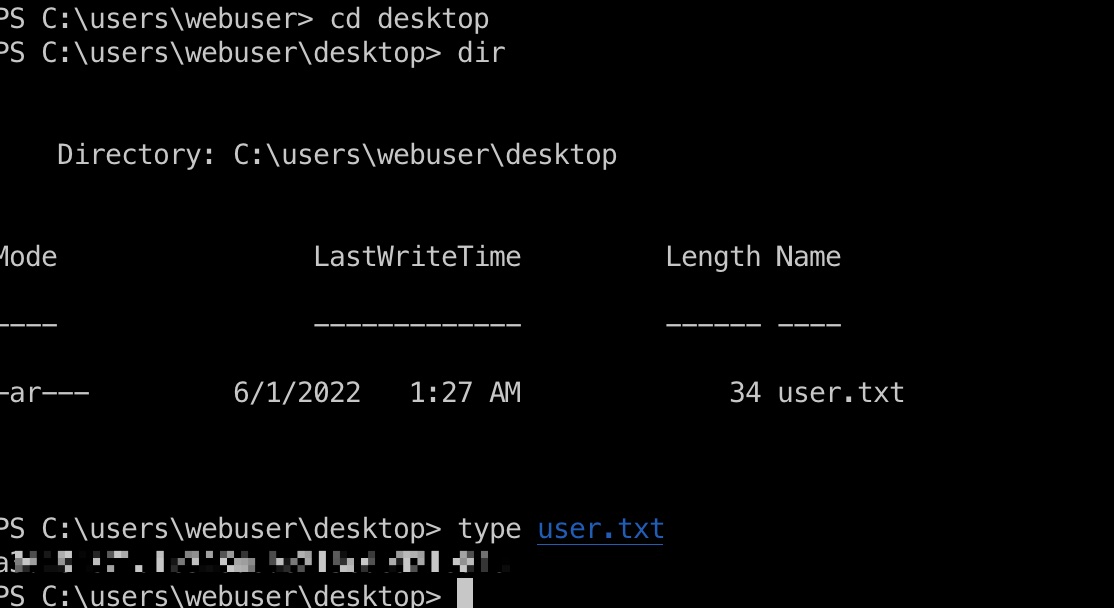 PS C:\users\webuser> cd desktop
PS C:\users\webuser\desktop> dir
Directory: C:\users\webuser\desktop
Mode LastWriteTime Length Name
---- ------------- ------ ----
-ar--- 6/1/2022 1:27 AM 34 user.txt
PS C:\users\webuser\desktop> type user.txt
PS C:\users\webuser\desktop>